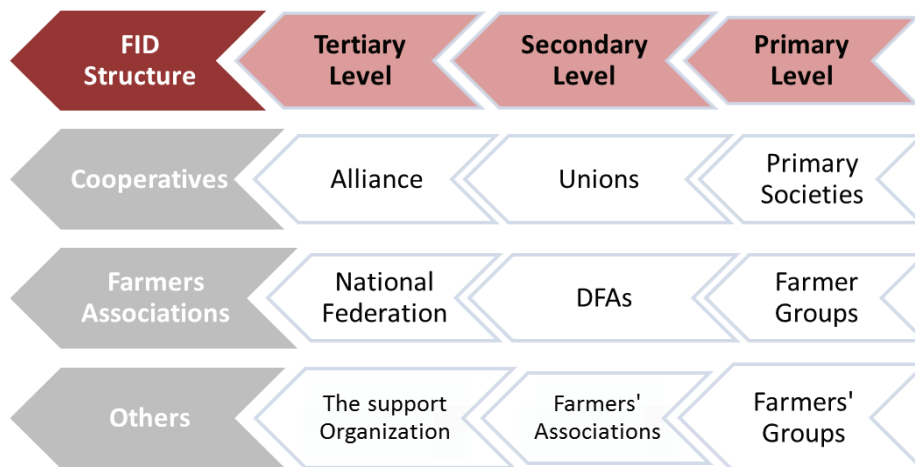 FID
Structure
Tertiary
Level
Secondary
Level
Primary
Level
Cooperatives
Alliance
Unions
Primary
Societies
Farmers
Associations
National
Federation
DFAs
Farmer
Groups
Others
The support
Organization
Farmers'
Associations
Farmers'
Groups